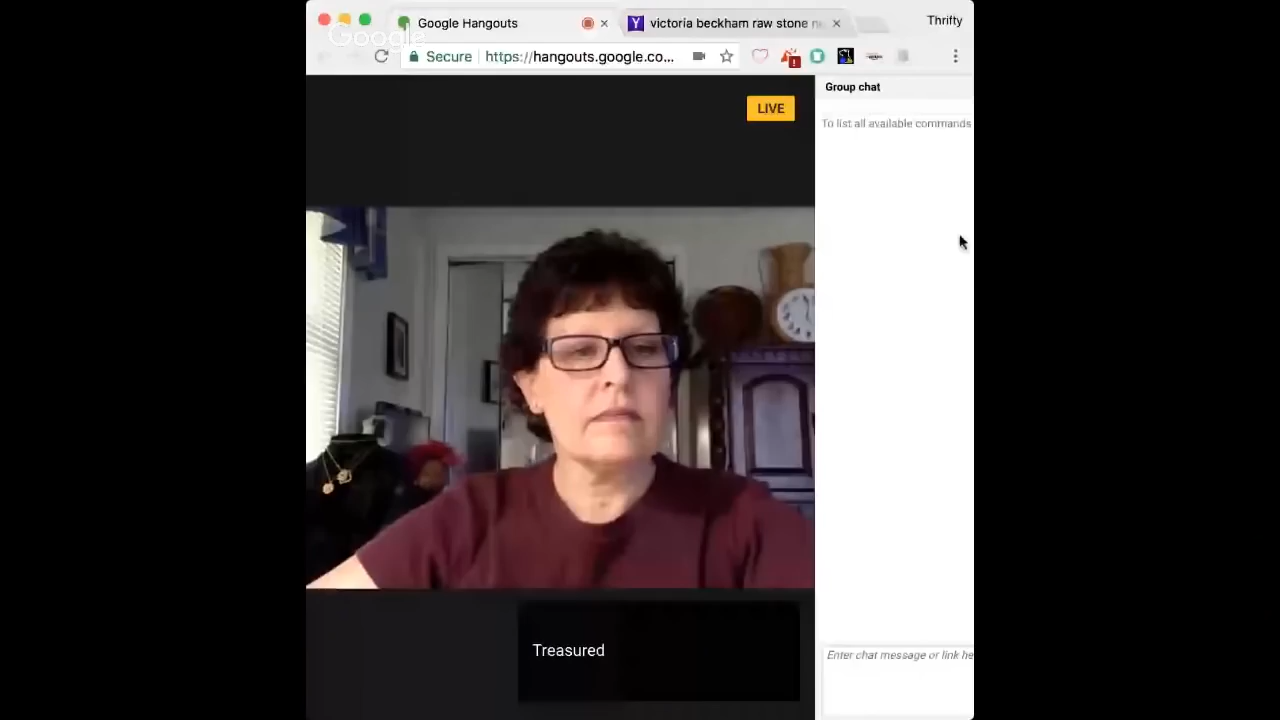 Google Hangouts
victoria beckham raw stone n
Thrifty
Google
Secure
https://hangouts.google.co...
LIVE
Group chat
To list all available commands
Treasured
Enter chat message or link he